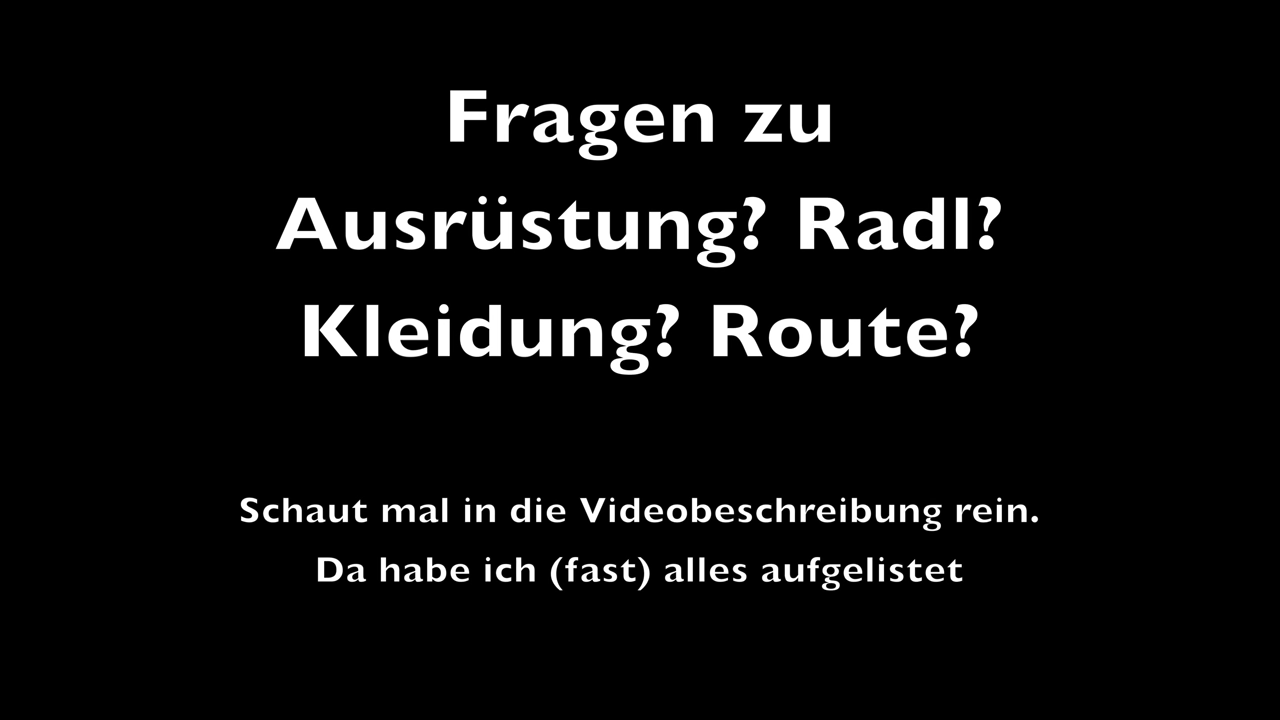 Fragen zu
Ausrüstung? Radl?
Kleidung? Route?
Schaut mal in die Videobeschreibung rein.
Da habe ich (fast) alles aufgelistet